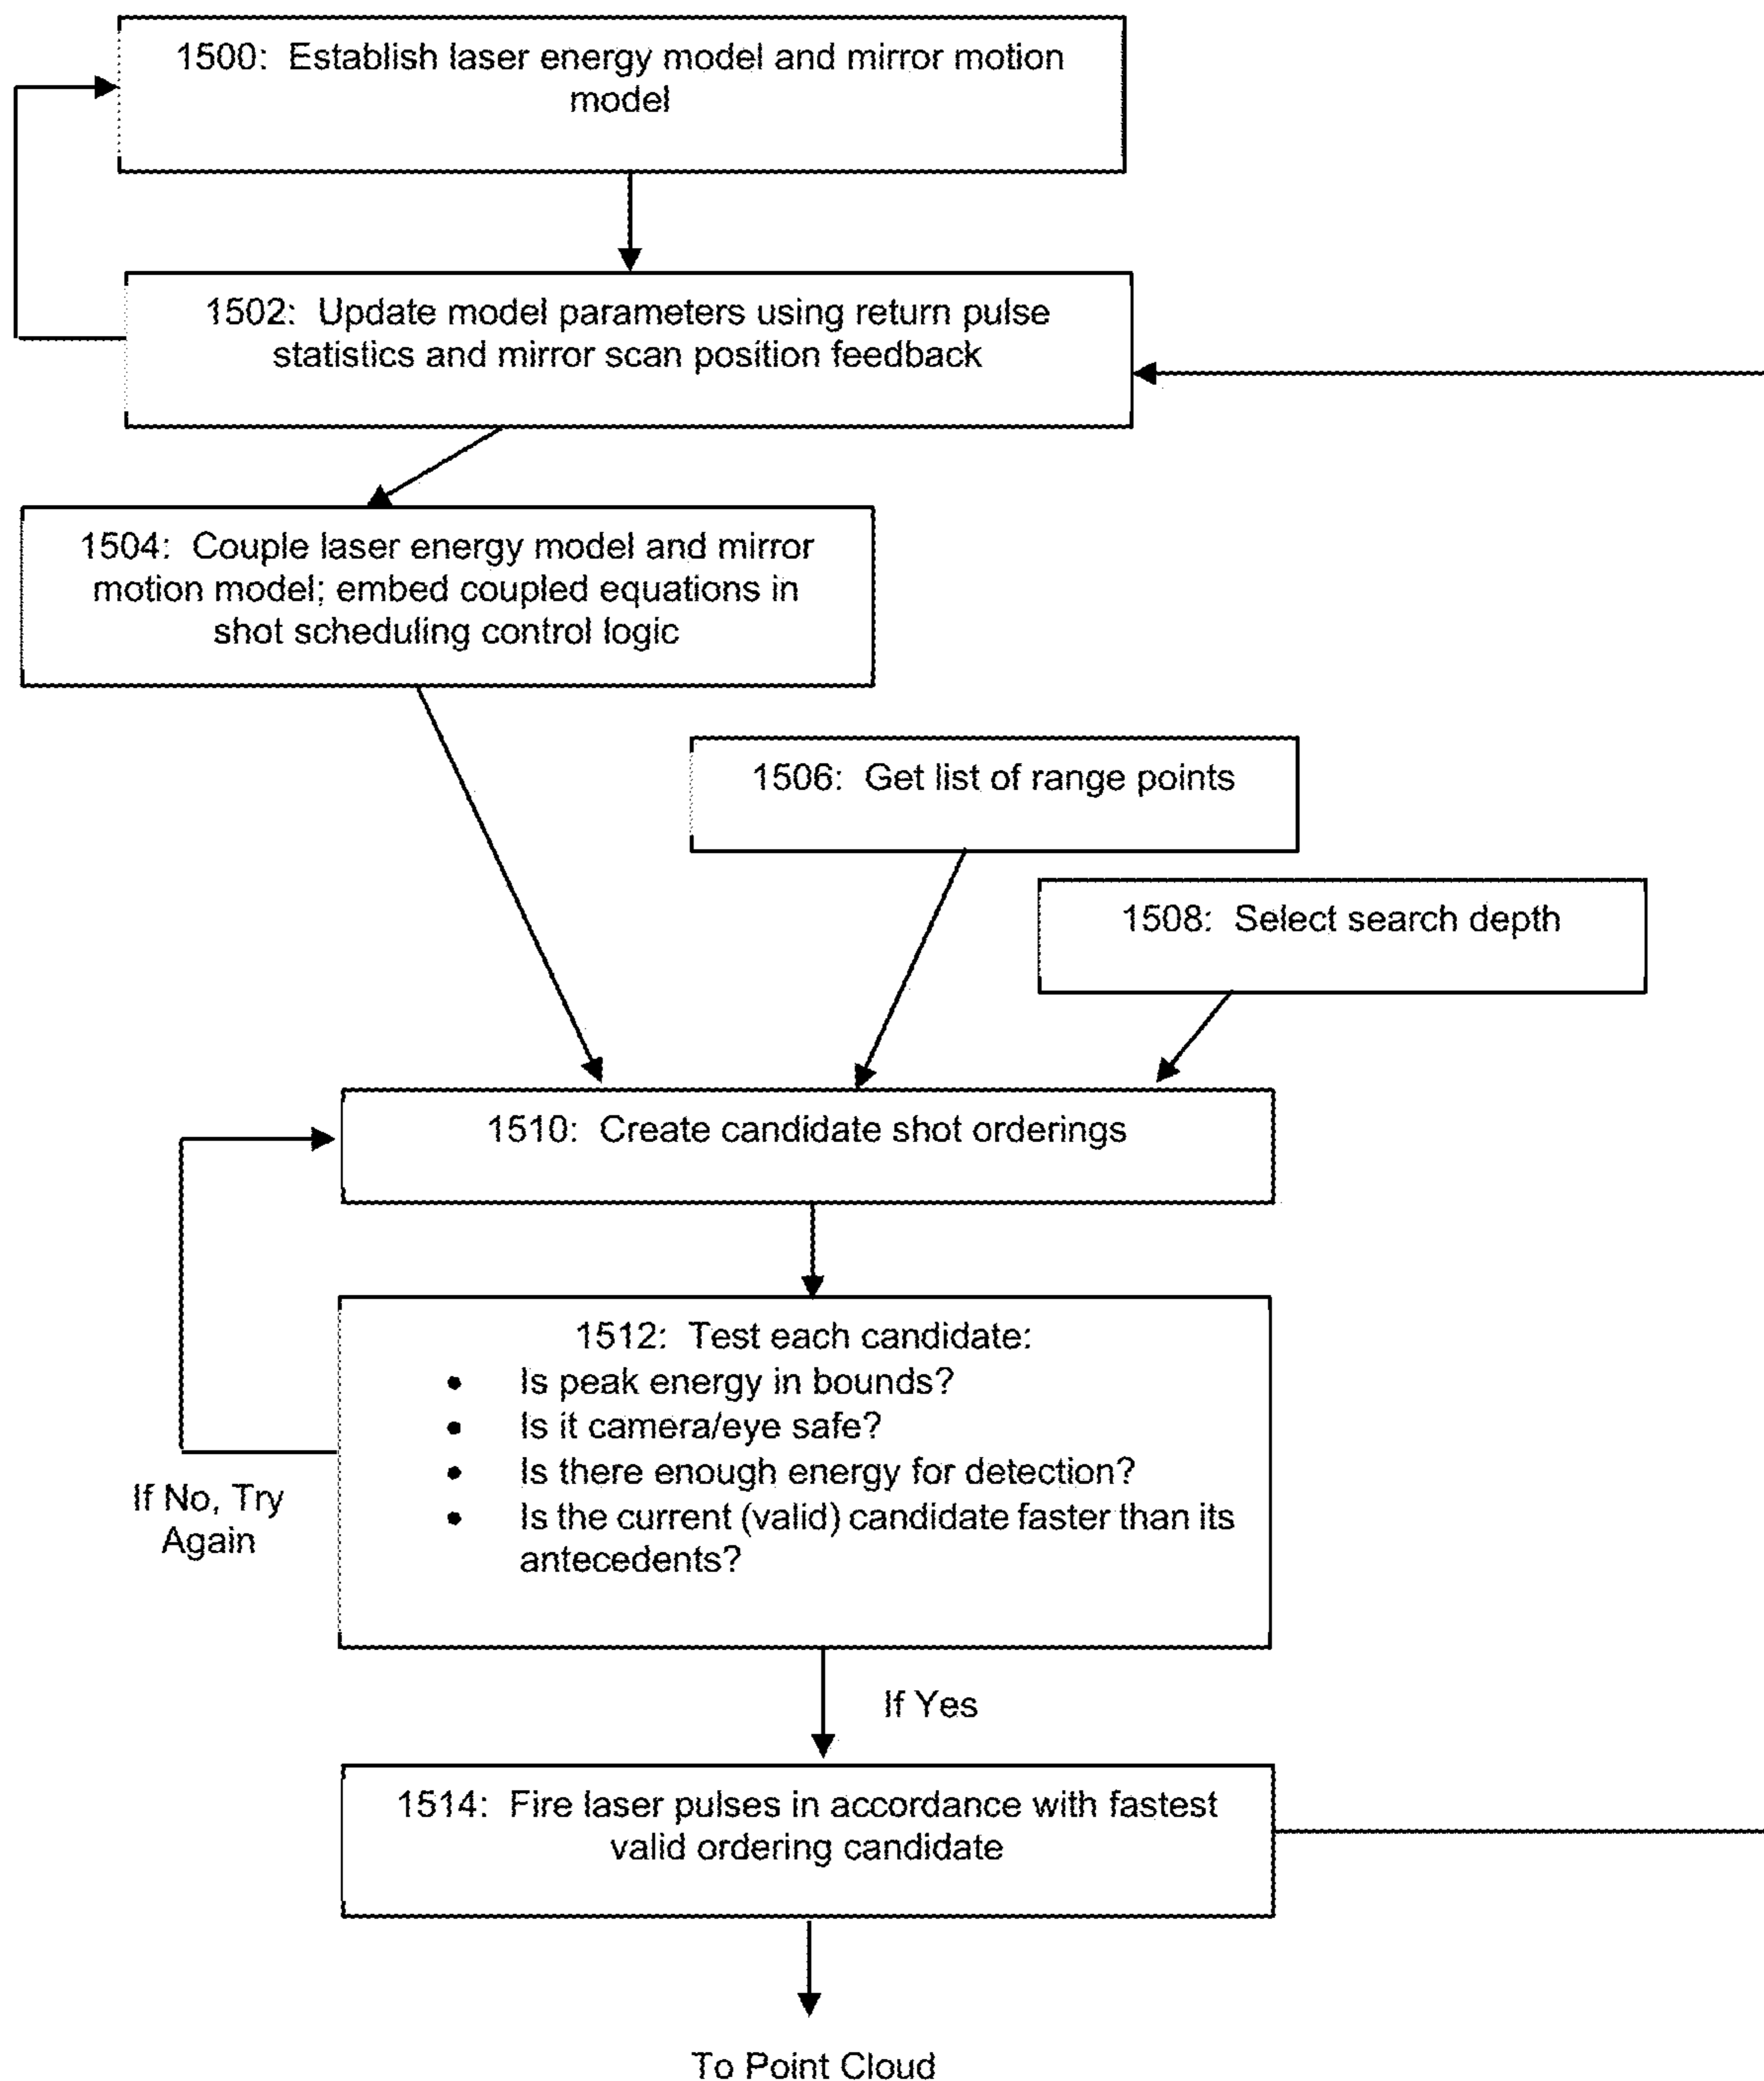 1500: Establish laser energy model and mirror motion
model
1502: Update model parameters using return pulse
statistics and mirror scan position feedback
1504: Couple laser energy model and mirror
motion model; embed coupled equations in
shot scheduling control logic
1506: Get list of range points
1508: Select search depth
1510: Create candidate shot orderings
1512: Test each candidate:
• Is peak energy in bounds?
• Is it camera/eye safe?
• Is there enough energy for detection?
• Is the current (valid) candidate faster than its
antecedents?
If No, Try
Again
If Yes
1514: Fire laser pulses in accordance with fastest
valid ordering candidate
To Point Cloud